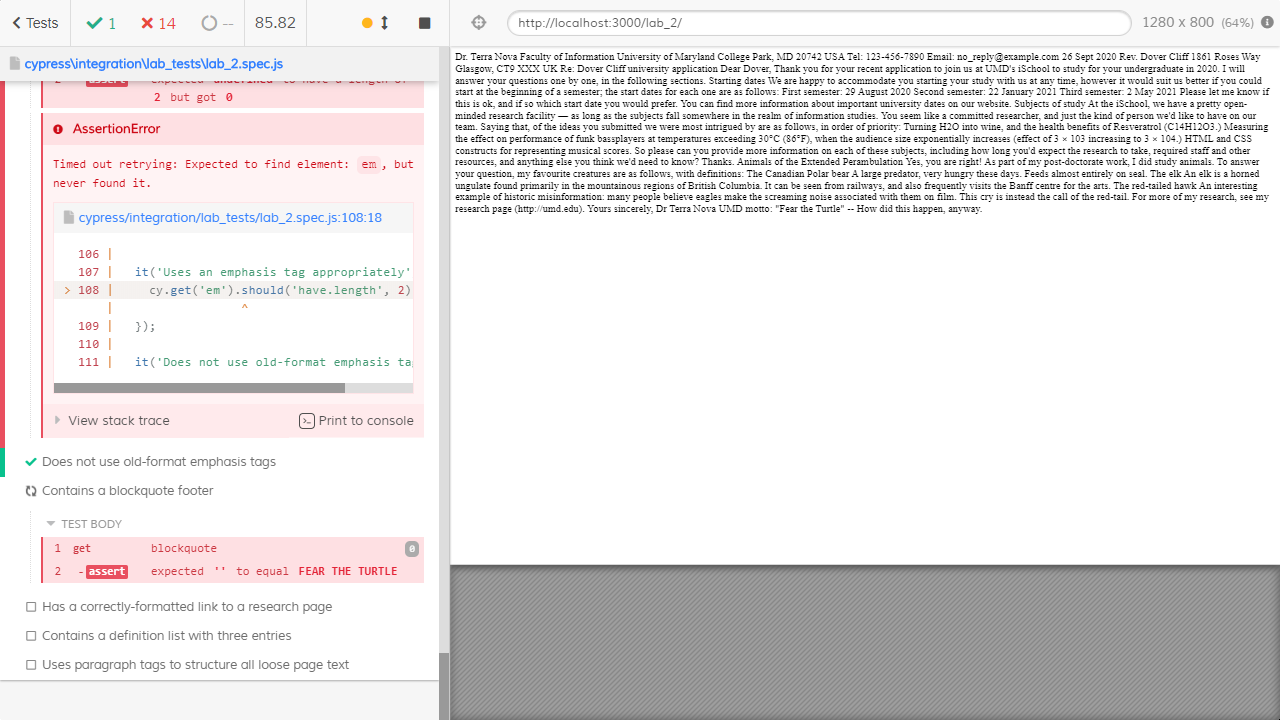 Tests
1
14
--
85.82
http://localhost:3000/lab_2/
1280 x 800 (64%)
cypress\integration\lab_tests\lab_2.spec.js
2 but got 0
AssertionError
Timed out retrying: Expected to find element: em, but
never found it.
cypress/integration/lab_tests/lab_2.spec.js:108:18
106 |
107 | it('Uses an emphasis tag appropriately'
> 108 | cy.get('em').should('have.length', 2)
| ^
109 | });
110 |
111 | it('Does not use old-format emphasis ta
View stack trace
Print to console
Does not use old-format emphasis tags
Contains a blockquote footer
TEST BODY
1 get blockquote 0
2 -assert expected '' to equal FEAR THE TURTLE
Has a correctly-formatted link to a research page
Contains a definition list with three entries
Uses paragraph tags to structure all loose page text
Dr. Terra Nova Faculty of Information University of Maryland College Park, MD 20742 USA Tel: 123-456-7890 Email: no_reply@example.com 26 Sept 2020 Rev. Dover Cliff 1861 Roses Way
Glasgow, CT9 XXX UK Re: Dover Cliff university application Dear Dover, Thank you for your recent application to join us at UMD's iSchool to study for your undergraduate in 2020. I will
answer your questions one by one, in the following sections. Starting dates We are happy to accommodate you starting your study with us at any time, however it would suit us better if you could
start at the beginning of a semester; the start dates for each one are as follows: First semester: 29 August 2020 Second semester: 22 January 2021 Third semester: 2 May 2021 Please let me know if
this is ok, and if so which start date you would prefer. You can find more information about important university dates on our website. Subjects of study At the iSchool, we have a pretty open-
minded research facility — as long as the subjects fall somewhere in the realm of information studies. You seem like a committed researcher, and just the kind of person we'd like to have on our
team. Saying that, of the ideas you submitted we were most intrigued by are as follows, in order of priority: Turning H2O into wine, and the health benefits of Resveratrol (C14H12O3.) Measuring
the effect on performance of funk bassplayers at temperatures exceeding 30°C (86°F), when the audience size exponentially increases (effect of 3 × 103 increasing to 3 × 104.) HTML and CSS
constructs for representing musical scores. So please can you provide more information on each of these subjects, including how long you'd expect the research to take, required staff and other
resources, and anything else you think we'd need to know? Thanks. Animals of the Extended Perambulation Yes, you are right! As part of my post-doctorate work, I did study animals. To answer
your question, my favourite creatures are as follows, with definitions: The Canadian Polar bear A large predator, very hungry these days. Feeds almost entirely on seal. The elk An elk is a horned
ungulate found primarily in the mountainous regions of British Columbia. It can be seen from railways, and also frequently visits the Banff centre for the arts. The red-tailed hawk An interesting
example of historic misinformation: many people believe eagles make the screaming noise associated with them on film. This cry is instead the call of the red-tail. For more of my research, see my
research page (http://umd.edu). Yours sincerely, Dr Terra Nova UMD motto: "Fear the Turtle" -- How did this happen, anyway.